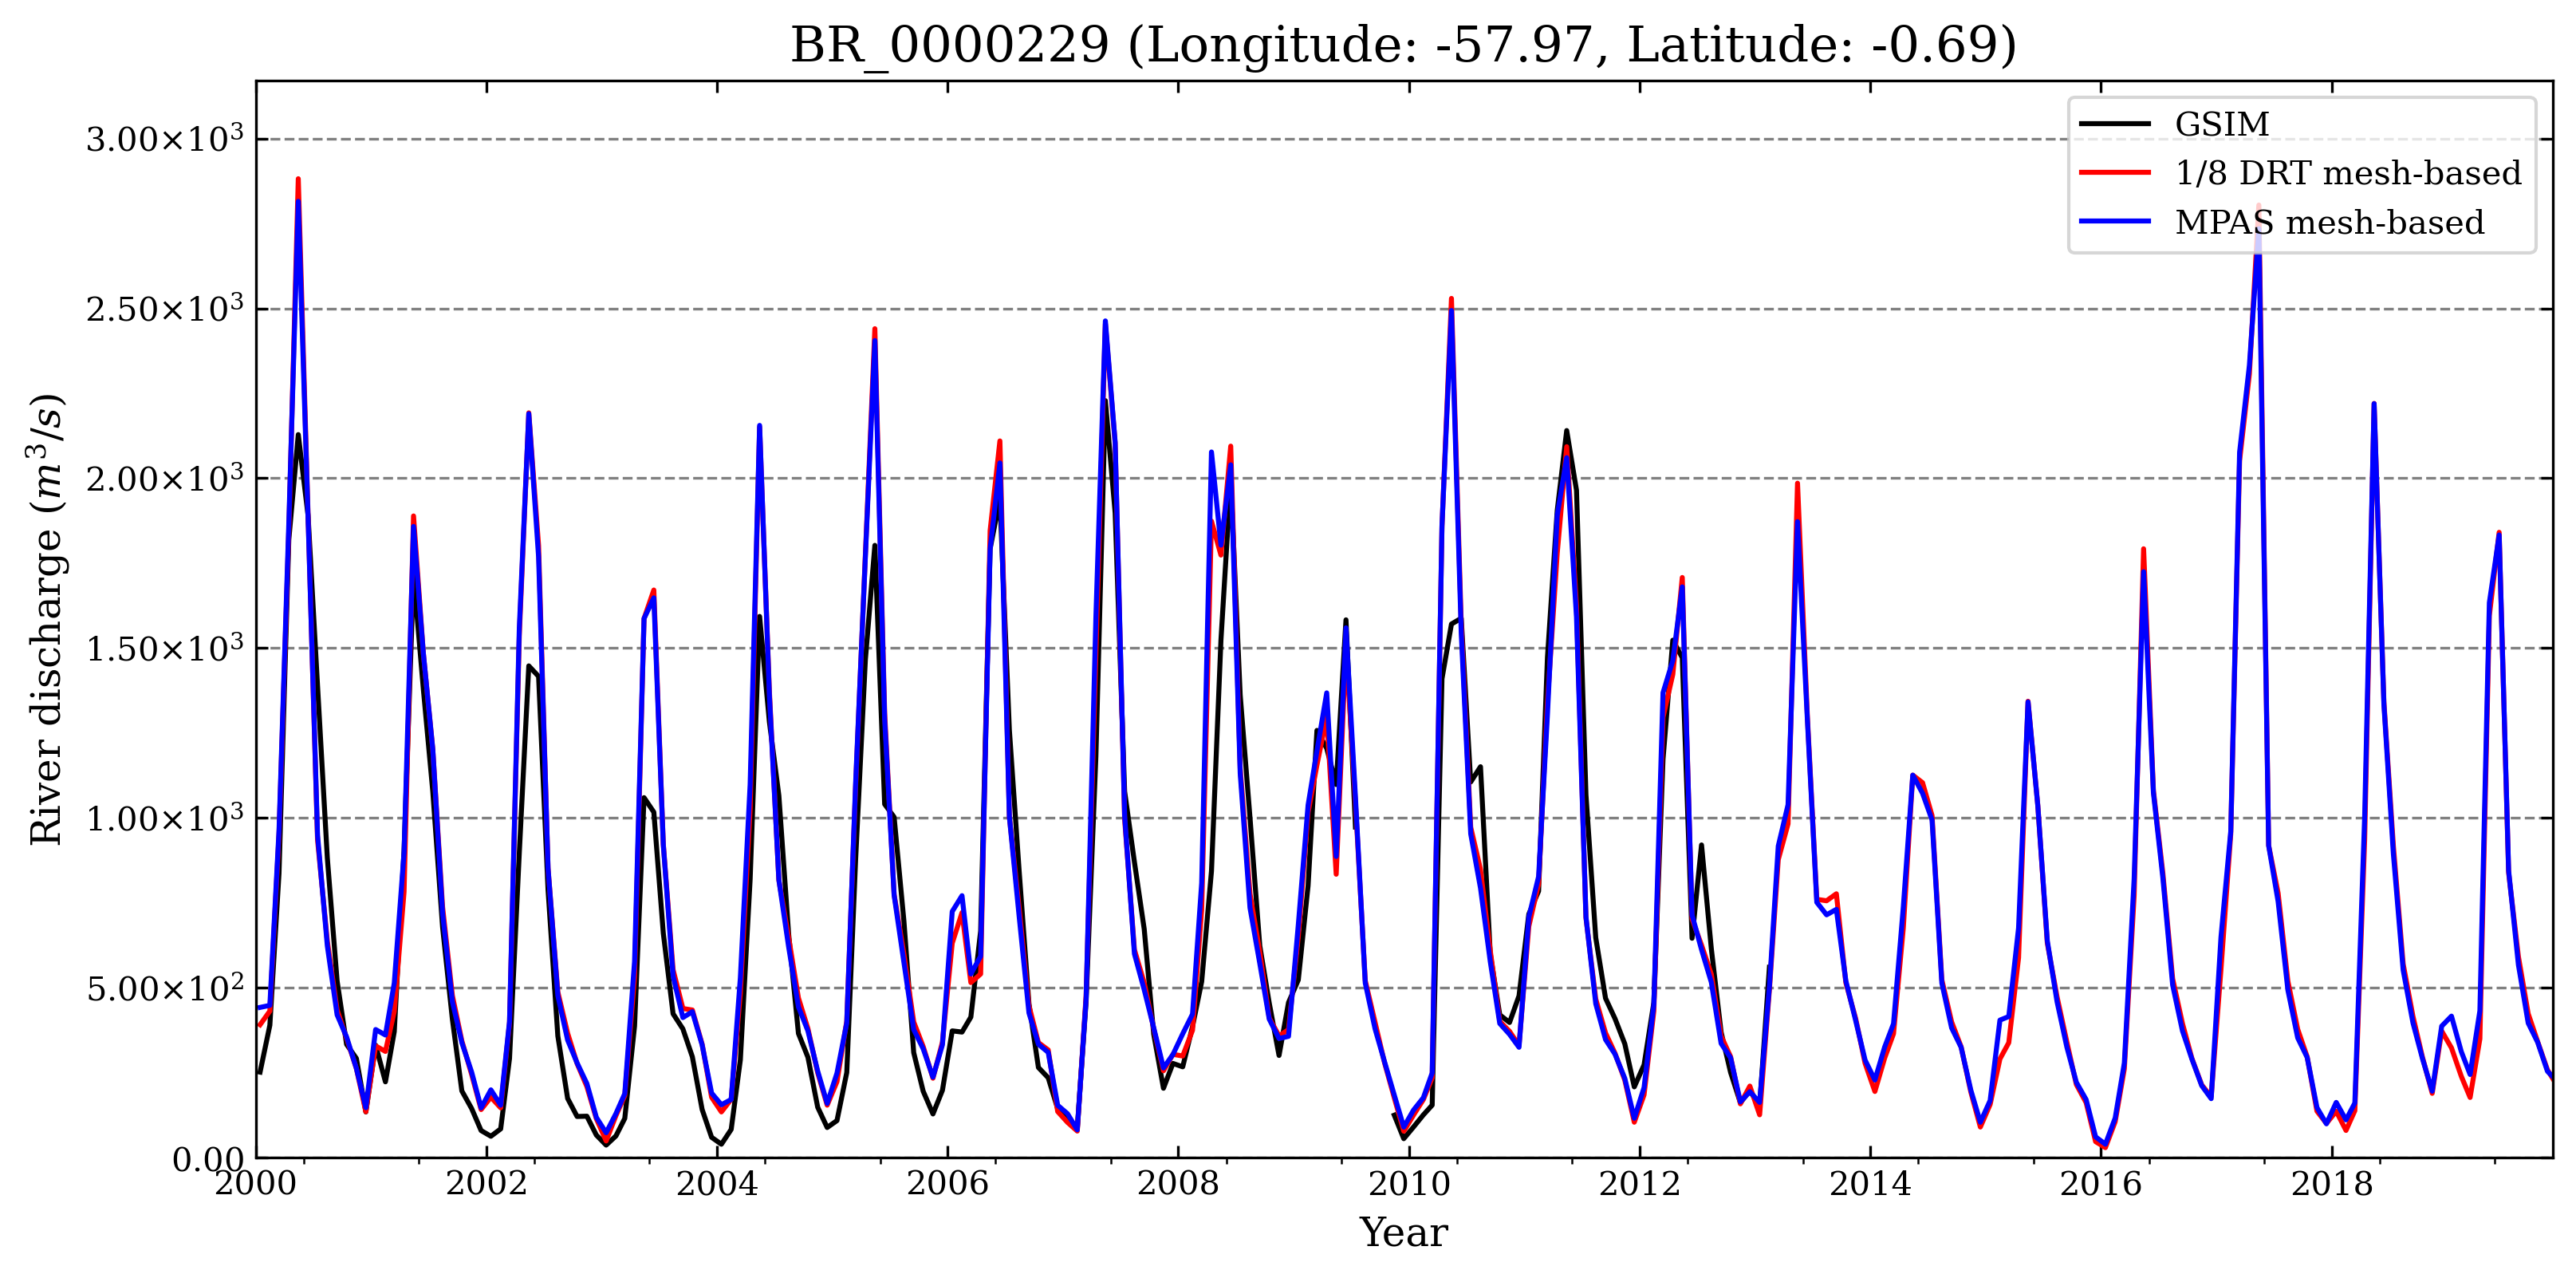 BR_0000229 (Longitude: -57.97, Latitude: -0.69)
River discharge (m³/s)
3.00×10³
2.50×10³
2.00×10³
1.50×10³
1.00×10³
5.00×10²
0.00
GSIM
1/8 DRT mesh-based
MPAS mesh-based
2000 2002 2004 2006 2008 2010 2012 2014 2016 2018
Year